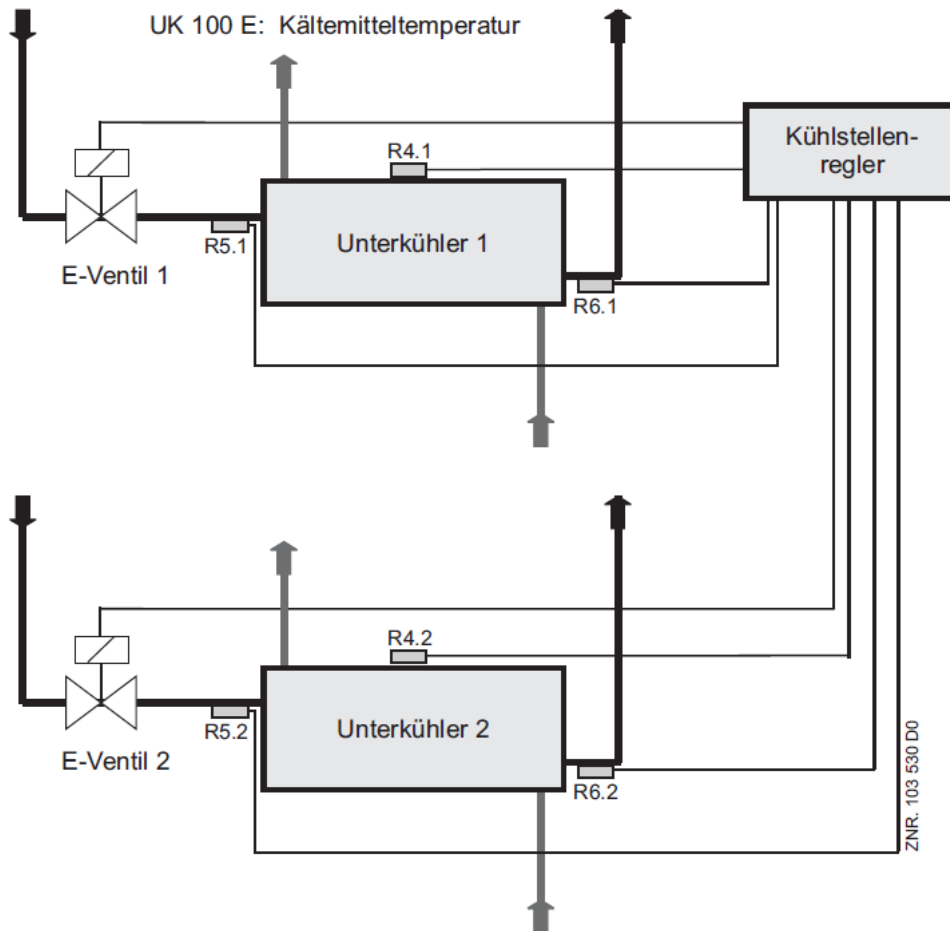 UK 100 E: Kältemitteltemperatur
Kühlstellen-
regler
R4.1
Unterkühler 1
R5.1
E-Ventil 1
R6.1
R4.2
Unterkühler 2
R5.2
E-Ventil 2
R6.2
ZNR. 103 530 D0